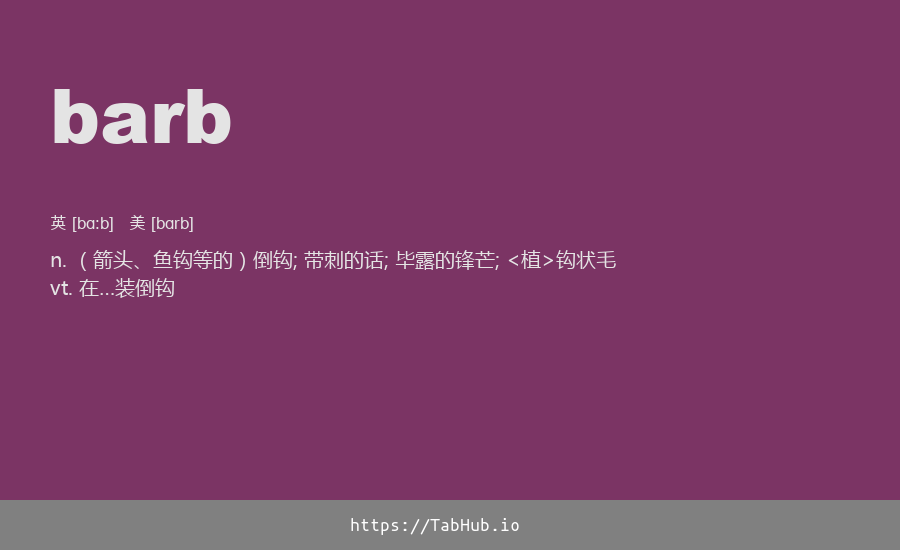 barb
英 [bɑːb] 美 [bɑrb]
n. ( 箭头、鱼钩等的 ) 倒钩; 带刺的话; 毕露的锋芒; <植>钩状毛
vt. 在...装倒钩
https://TabHub.io